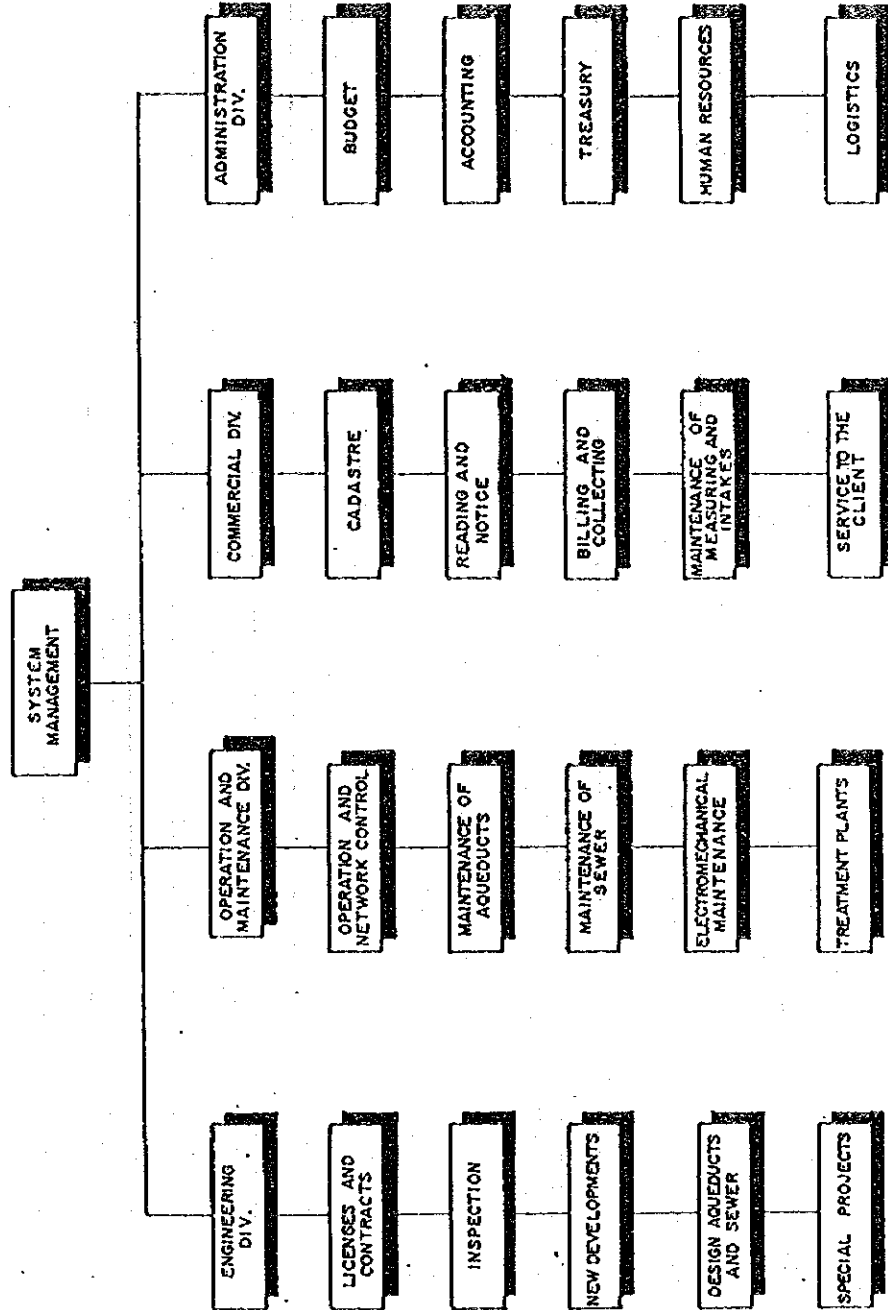 SYSTEM
MANAGEMENT
ENGINEERING
DIV.
LICENSES AND
CONTRACTS
INSPECTION
NEW DEVELOPMENTS
DESIGN AQUEDUCTS
AND SEWER
SPECIAL PROJECTS
OPERATION AND
MAINTENANCE DIV.
OPERATION AND
NETWORK CONTROL
MAINTENANCE OF
AQUEDUCTS
MAINTENANCE OF
SEWER
ELECTROMECHANICAL
MAINTENANCE
TREATMENT PLANTS
COMMERCIAL DIV.
CADASTRE
READING AND
NOTICE
BILLING AND
COLLECTING
MAINTENANCE OF
MEASURING AND
INTAKES
SERVICE TO THE
CLIENT
ADMINISTRATION
DIV.
BUDGET
ACCOUNTING
TREASURY
HUMAN RESOURCES
LOGISTICS